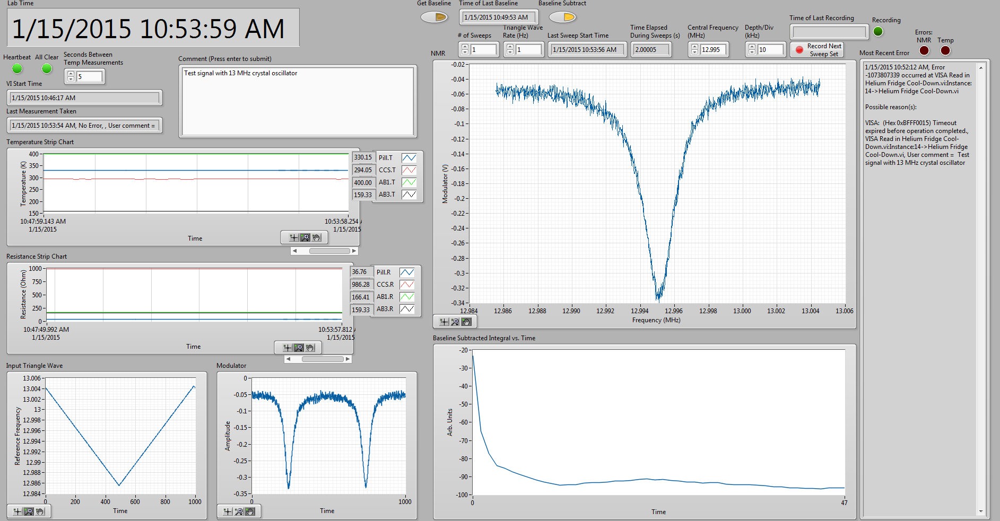 Lab Time
1/15/2015 10:53:59 AM
Get Baseline
Time of Last Baseline
1/15/2015 10:49:53 AM
Baseline Subtract
# of Sweeps
1
Triangle Wave
Rate (Hz)
1
Last Sweep Start Time
1/15/2015 10:53:56 AM
Time Elapsed
During Sweeps (s)
2.00005
Central Frequency
(MHz)
12.995
Depth/Div
(kHz)
10
Time of Last Recording
Recording
Record Next
Sweep Set
Errors:
NMR
Temp
Heartbeat
All Clear
Seconds Between
Temp Measurements
5
VI Start Time
1/15/2015 10:46:17 AM
Last Measurement Taken
1/15/2015 10:53:54 AM, No Error, , User comment =
Comment (Press enter to submit)
Test signal with 13 MHz crystal oscillator
Temperature Strip Chart
Temperature (K)
400
350
300
250
200
150
10:47:59.143 AM
1/15/2015
10:53:58.254
1/15/2015
Time
330.15 Pill.T
294.05 CCS.T
400.00 AB1.T
159.33 AB3.T
Resistance Strip Chart
Resistance (Ohm)
1000
750
500
250
0
10:47:49.992 AM
1/15/2015
10:53:57.812
1/15/2015
Time
36.76 Pill.R
986.28 CCS.R
166.41 AB1.R
159.33 AB3.R
Input Triangle Wave
Reference Frequency
13.006
13.004
13.002
13
12.998
12.996
12.994
12.992
12.99
12.988
12.986
12.984
0 200 400 600 800 1000
Time
Modulator
Amplitude
0
-0.05
-0.1
-0.15
-0.2
-0.25
-0.3
-0.35
0 1000
Time
NMR
Modulator (V)
-0.02
-0.04
-0.06
-0.08
-0.1
-0.12
-0.14
-0.16
-0.18
-0.2
-0.22
-0.24
-0.26
-0.28
-0.3
-0.32
-0.34
12.984 12.986 12.988 12.990 12.992 12.994 12.996 12.998 13.000 13.002 13.004 13.006
Frequency (MHz)
Baseline Subtracted Integral vs. Time
Arb. Units
-20
-30
-40
-50
-60
-70
-80
-90
-100
0 47
Time
Most Recent Error
1/15/2015 10:52:12 AM, Error
-1073807339 occurred at VISA Read in
Helium Fridge Cool-Down.vi:Instance:
14->Helium Fridge Cool-Down.vi
Possible reason(s):
VISA:  (Hex 0xBFFF0015) Timeout
expired before operation completed.,
VISA Read in Helium Fridge Cool-
Down.vi:Instance:14->Helium Fridge
Cool-Down.vi, User comment =  Test
signal with 13 MHz crystal oscillator